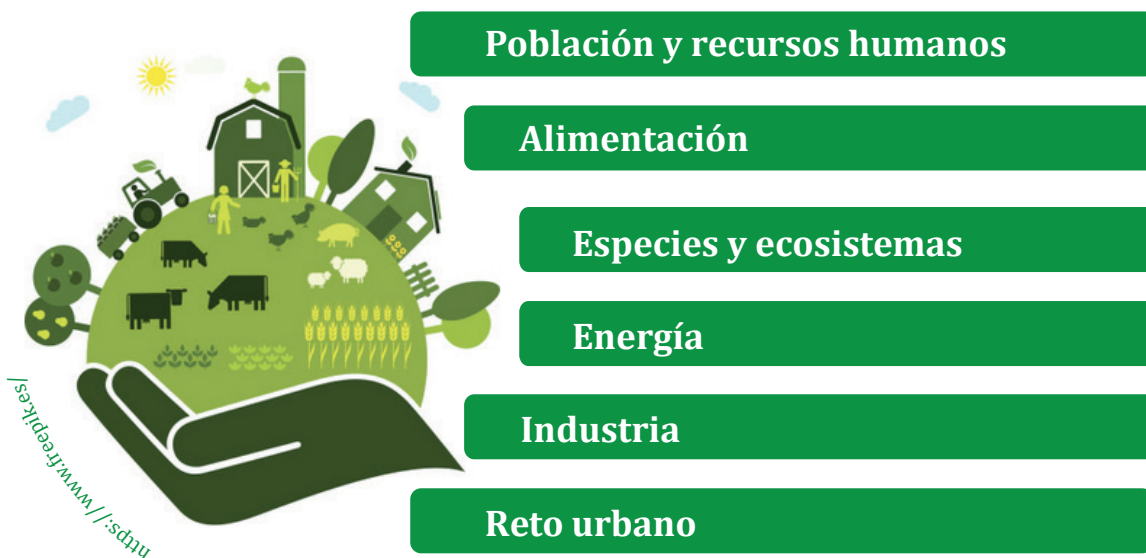 Población y recursos humanos
Alimentación
Especies y ecosistemas
Energía
Industria
Reto urbano
https://www.freepik.es/